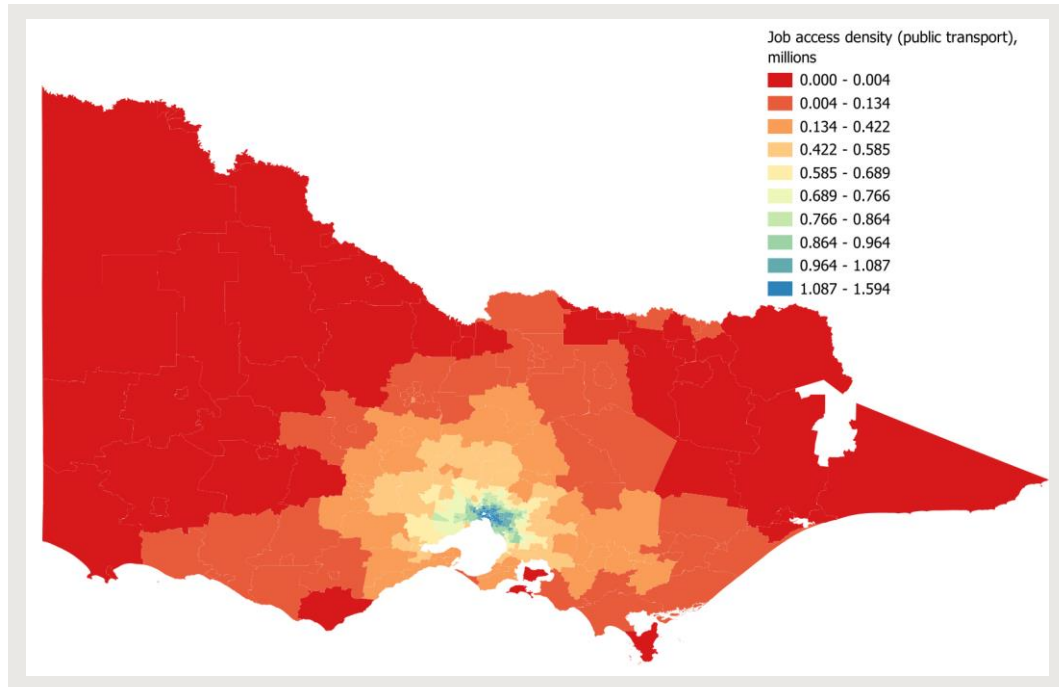 Job access density (public transport),
millions
0.000 - 0.004
0.004 - 0.134
0.134 - 0.422
0.422 - 0.585
0.585 - 0.689
0.689 - 0.766
0.766 - 0.864
0.864 - 0.964
0.964 - 1.087
1.087 - 1.594